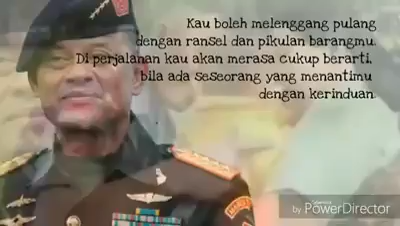 Kau boleh melenggang pulang
dengan ransel dan pikulan barangmu.
Di perjalanan kau akan merasa cukup berarti,
bila ada seseorang yang menantimu
dengan kerinduan.
by PowerDirector